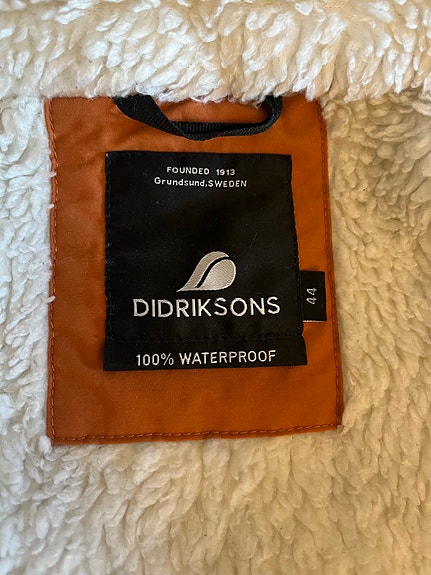 FOUNDED 1913
Grundsund,SWEDEN
DIDRIKSONS
44
100% WATERPROOF